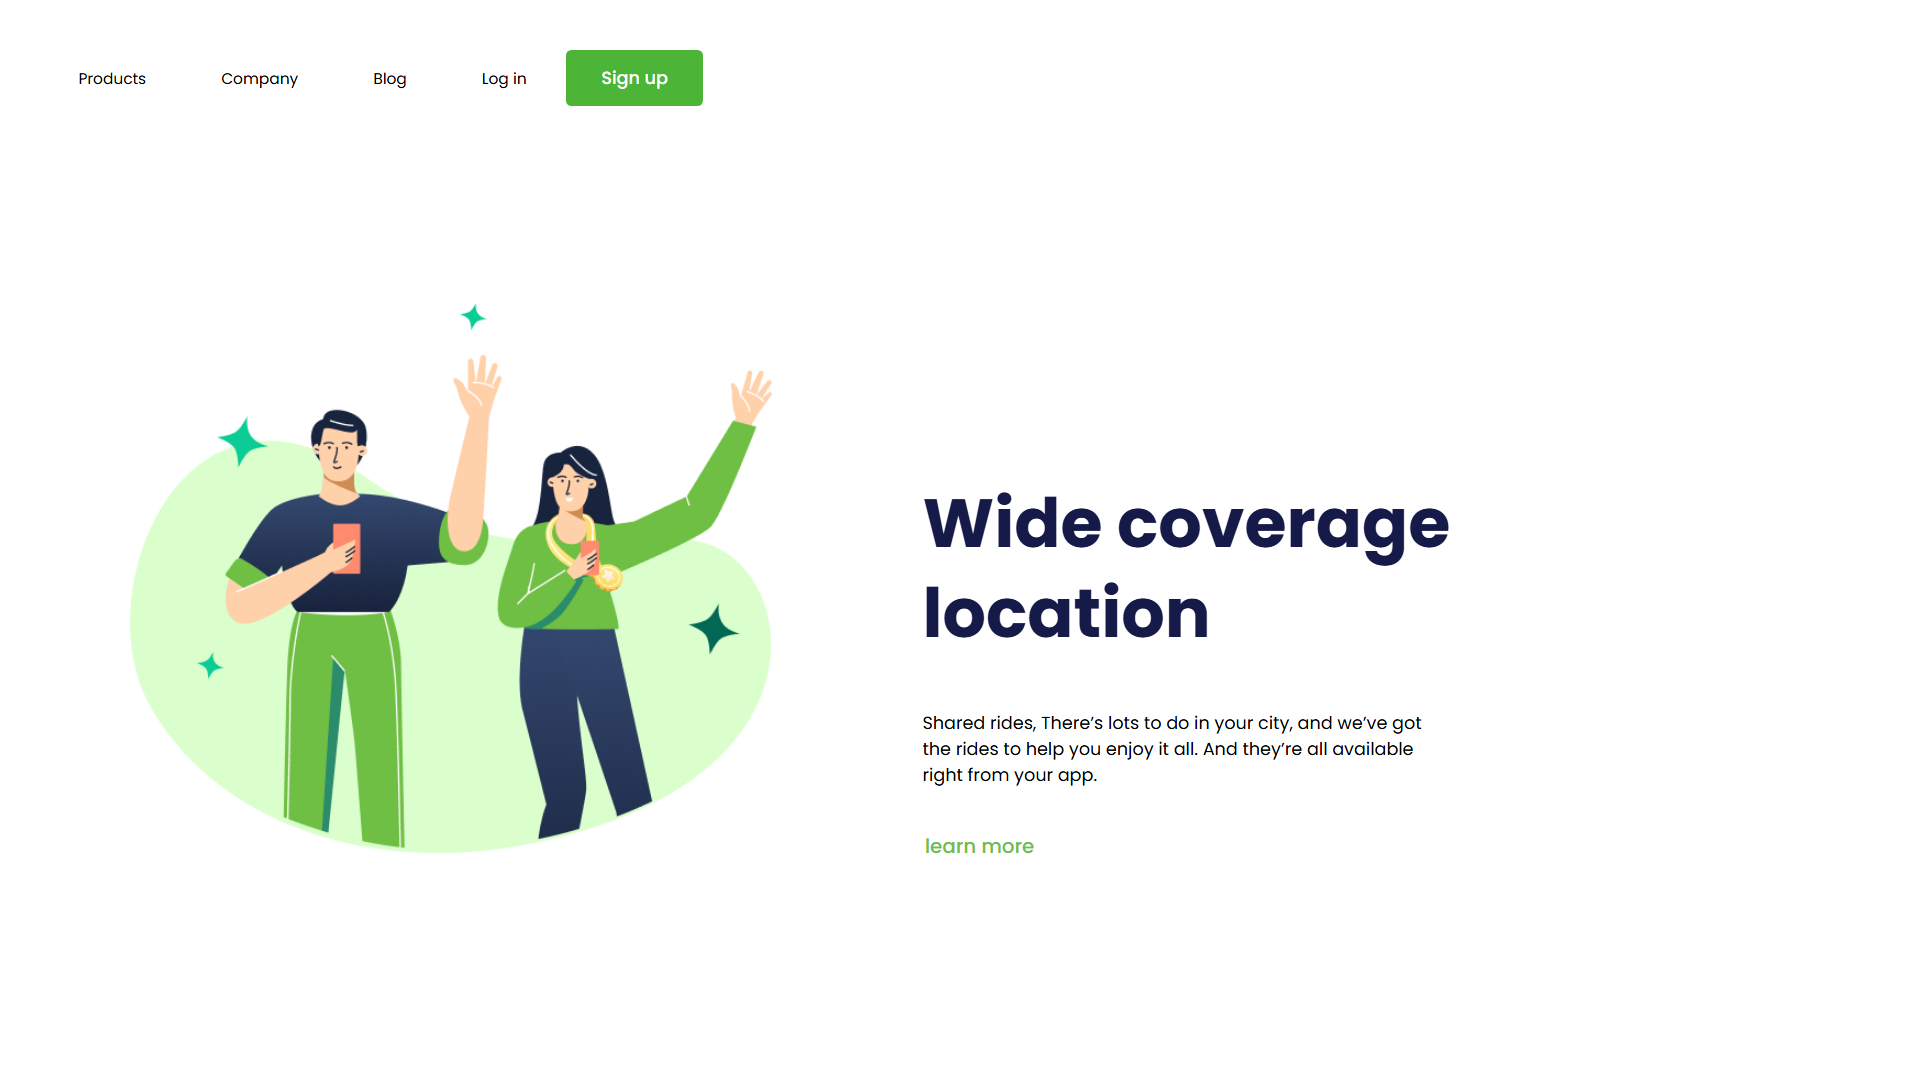 Products
Company
Blog
Log in
Sign up
Wide coverage
location
Shared rides, There’s lots to do in your city, and we’ve got
the rides to help you enjoy it all. And they’re all available
right from your app.
learn more